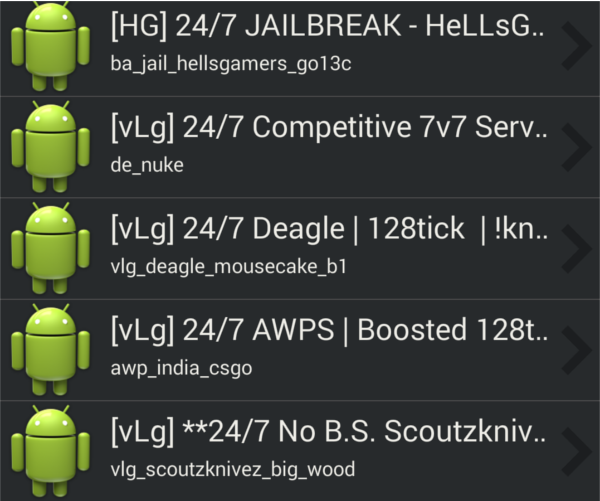 [HG] 24/7 JAILBREAK - HeLLsG..
ba_jail_hellsgamers_go13c
[vLg] 24/7 Competitive 7v7 Serv..
de_nuke
[vLg] 24/7 Deagle | 128tick | !kn..
vlg_deagle_mousecake_b1
[vLg] 24/7 AWPS | Boosted 128t..
awp_india_csgo
[vLg] **24/7 No B.S. Scoutzkniv..
vlg_scoutzknivez_big_wood